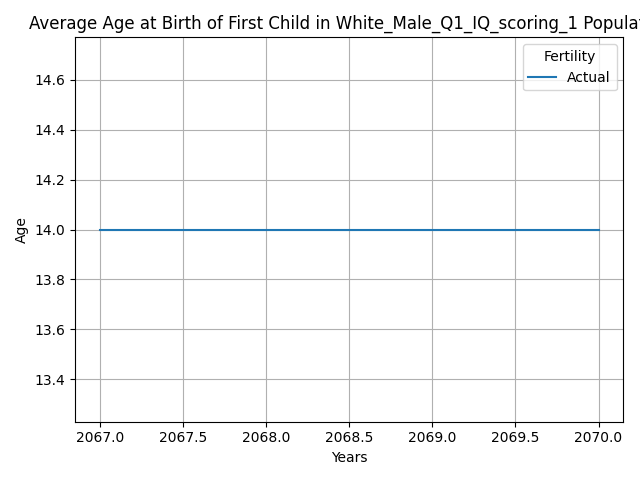 Average Age at Birth of First Child in White_Male_Q1_IQ_scoring_1 Populat
Fertility
Actual
14.6
14.4
14.2
14.0
13.8
13.6
13.4
Age
2067.0 2067.5 2068.0 2068.5 2069.0 2069.5 2070.0
Years